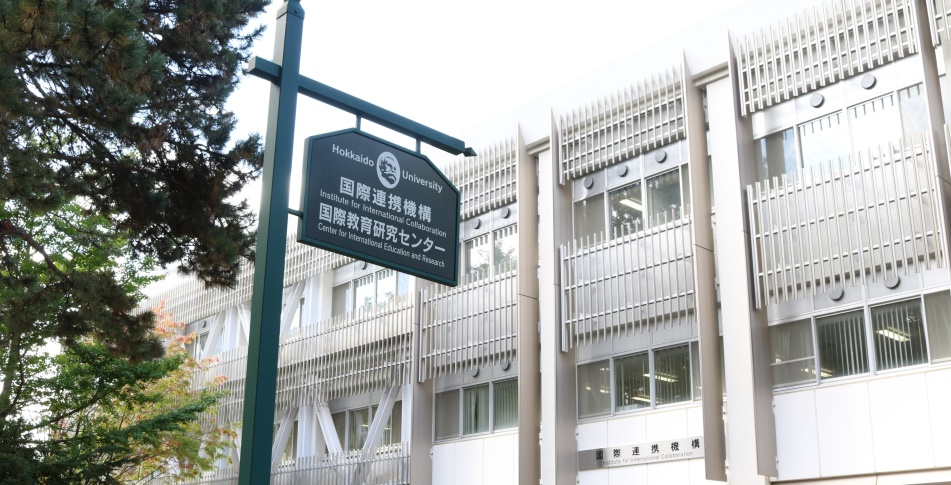 Hokkaido University
国際連携機構
Institute for International Collaboration
国際教育研究センター
Center for International Education and Research
国際連携機構
Institute for International Collaboration